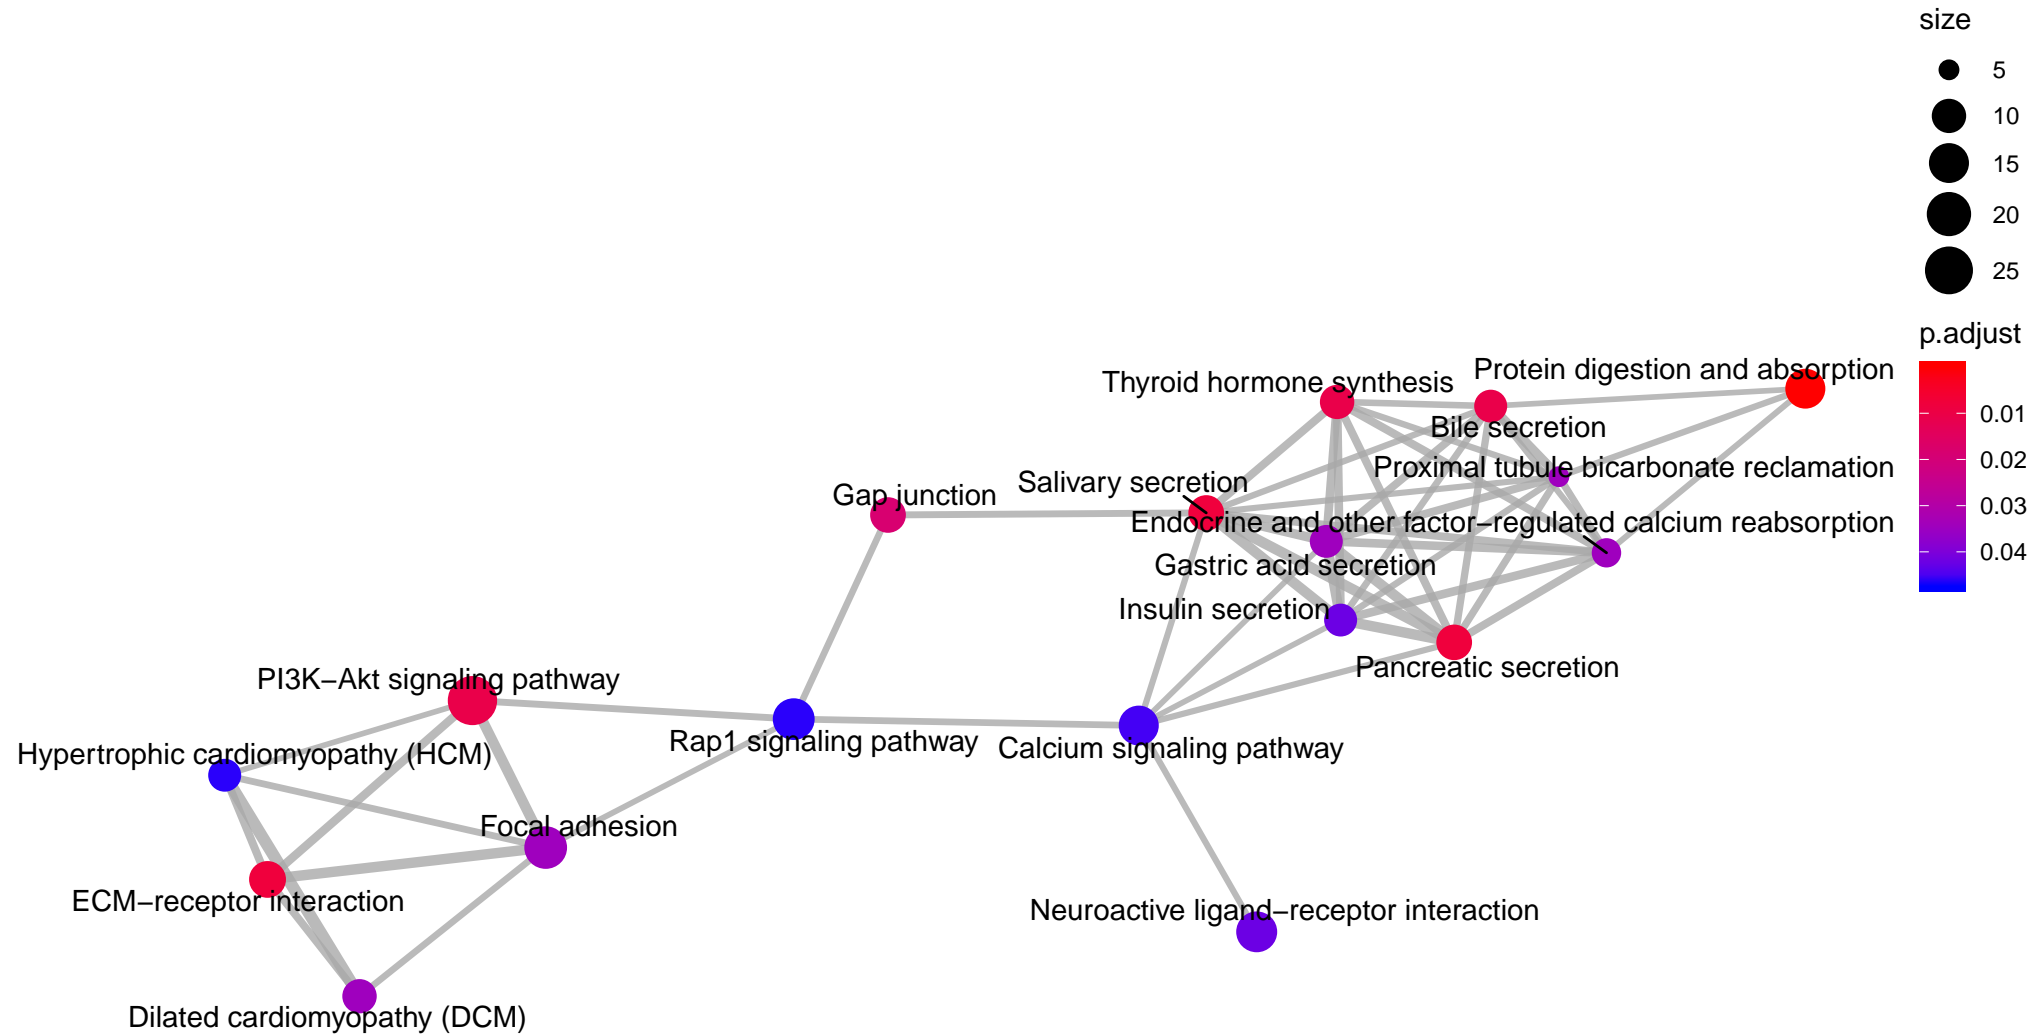 size
5
10
15
20
25
p.adjust
0.01
0.02
0.03
0.04
Protein digestion and absorption
Thyroid hormone synthesis
Bile secretion
Proximal tubule bicarbonate reclamation
Salivary secretion
Gap junction
Endocrine and other factor−regulated calcium reabsorption
Gastric acid secretion
Insulin secretion
Pancreatic secretion
PI3K−Akt signaling pathway
Rap1 signaling pathway
Calcium signaling pathway
Hypertrophic cardiomyopathy (HCM)
Focal adhesion
ECM−receptor interaction
Neuroactive ligand−receptor interaction
Dilated cardiomyopathy (DCM)